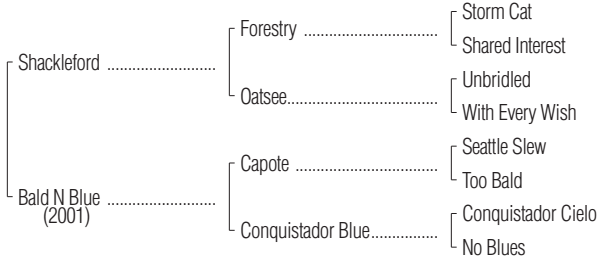 Storm Cat
Forestry ..................................
Shared Interest
Shackleford ...........................
Unbridled
Oatsee......................................
With Every Wish
Seattle Slew
Capote ....................................
Too Bald
Bald N Blue ...........................
(2001)
Conquistador Cielo
Conquistador Blue.................
No Blues